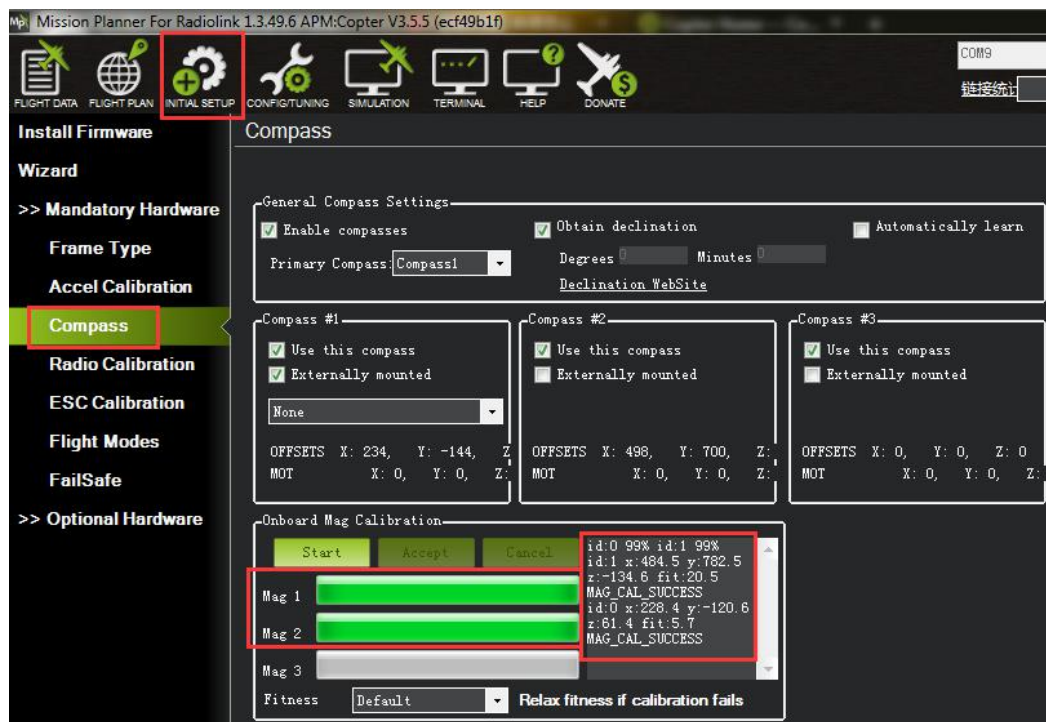 Mission Planner For Radiolink 1.3.49.6 APM:Copter V3.5.5 (ecf49b1f)
FLIGHT DATA FLIGHT PLAN INITIAL SETUP CONFIG/TUNING SIMULATION TERMINAL HELP DONATE
COM9
链接统计
Install Firmware
Wizard
>> Mandatory Hardware
Frame Type
Accel Calibration
Compass
Radio Calibration
ESC Calibration
Flight Modes
FailSafe
>> Optional Hardware
Compass
General Compass Settings
Enable compasses
Obtain declination
Automatically learn
Primary Compass: Compass1
Degrees 0 Minutes 0
Declination WebSite
Compass #1
Use this compass
Externally mounted
None
OFFSETS X: 234, Y: -144, Z
MOT X: 0, Y: 0, Z:
Compass #2
Use this compass
Externally mounted
OFFSETS X: 498, Y: 700, Z:
MOT X: 0, Y: 0, Z:
Compass #3
Use this compass
Externally mounted
OFFSETS X: 0, Y: 0, Z: 0
MOT X: 0, Y: 0, Z:
Onboard Mag Calibration
Start Accept Cancel
Mag 1
Mag 2
Mag 3
id:0 99% id:1 99%
id:1 x:484.5 y:782.5
z:-134.6 fit:20.5
MAG_CAL_SUCCESS
id:0 x:228.4 y:-120.6
z:61.4 fit:5.7
MAG_CAL_SUCCESS
Fitness Default Relax fitness if calibration fails